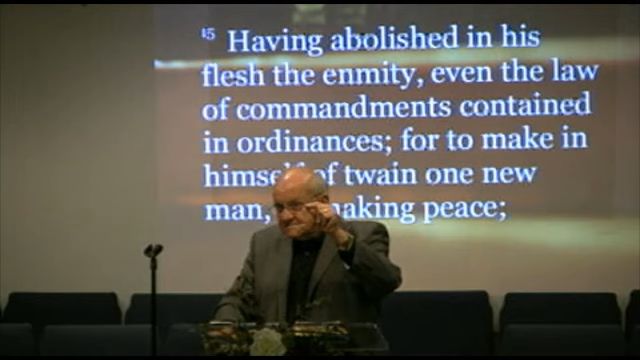 15 Having abolished in his
flesh the enmity, even the law
of commandments contained
in ordinances; for to make in
himself of twain one new
man, making peace;